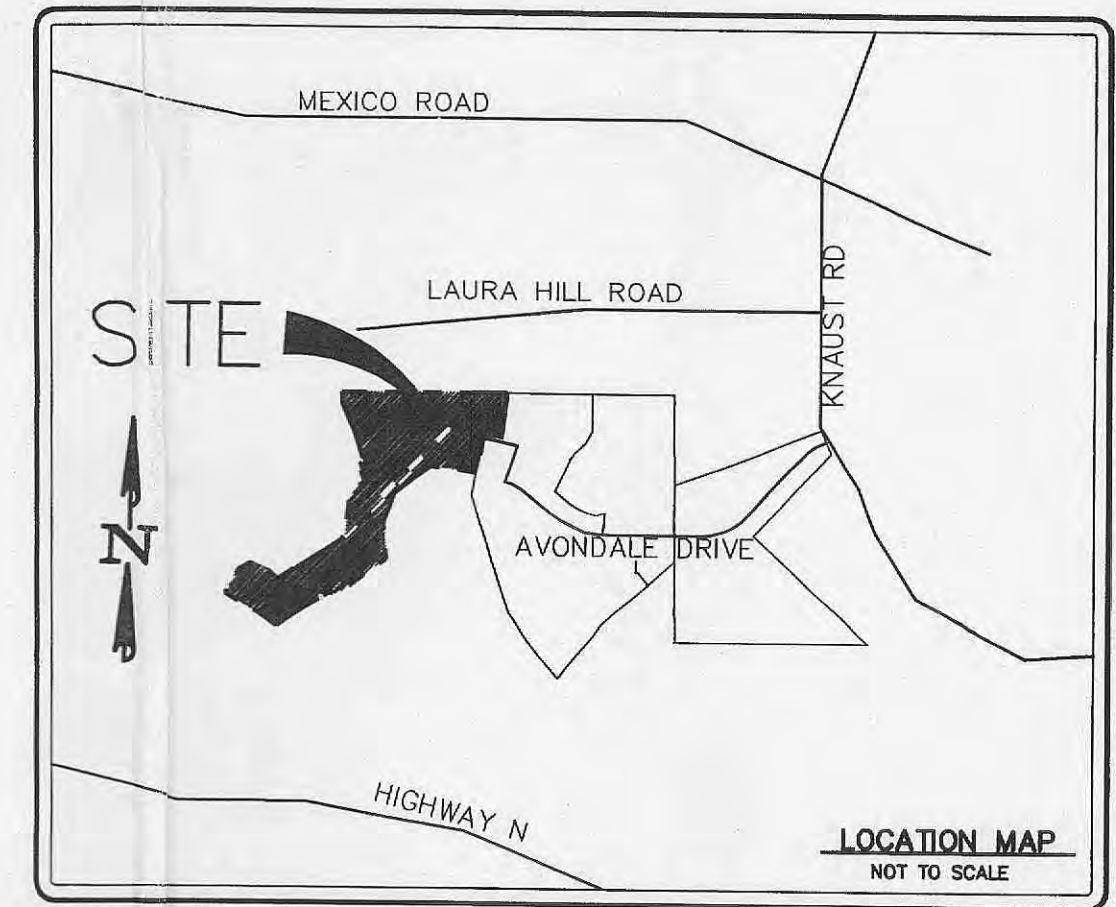 MEXICO ROAD
LAURA HILL ROAD
SITE
KNAUST RD
AVONDALE DRIVE
N
HIGHWAY N
LOCATION MAP
NOT TO SCALE